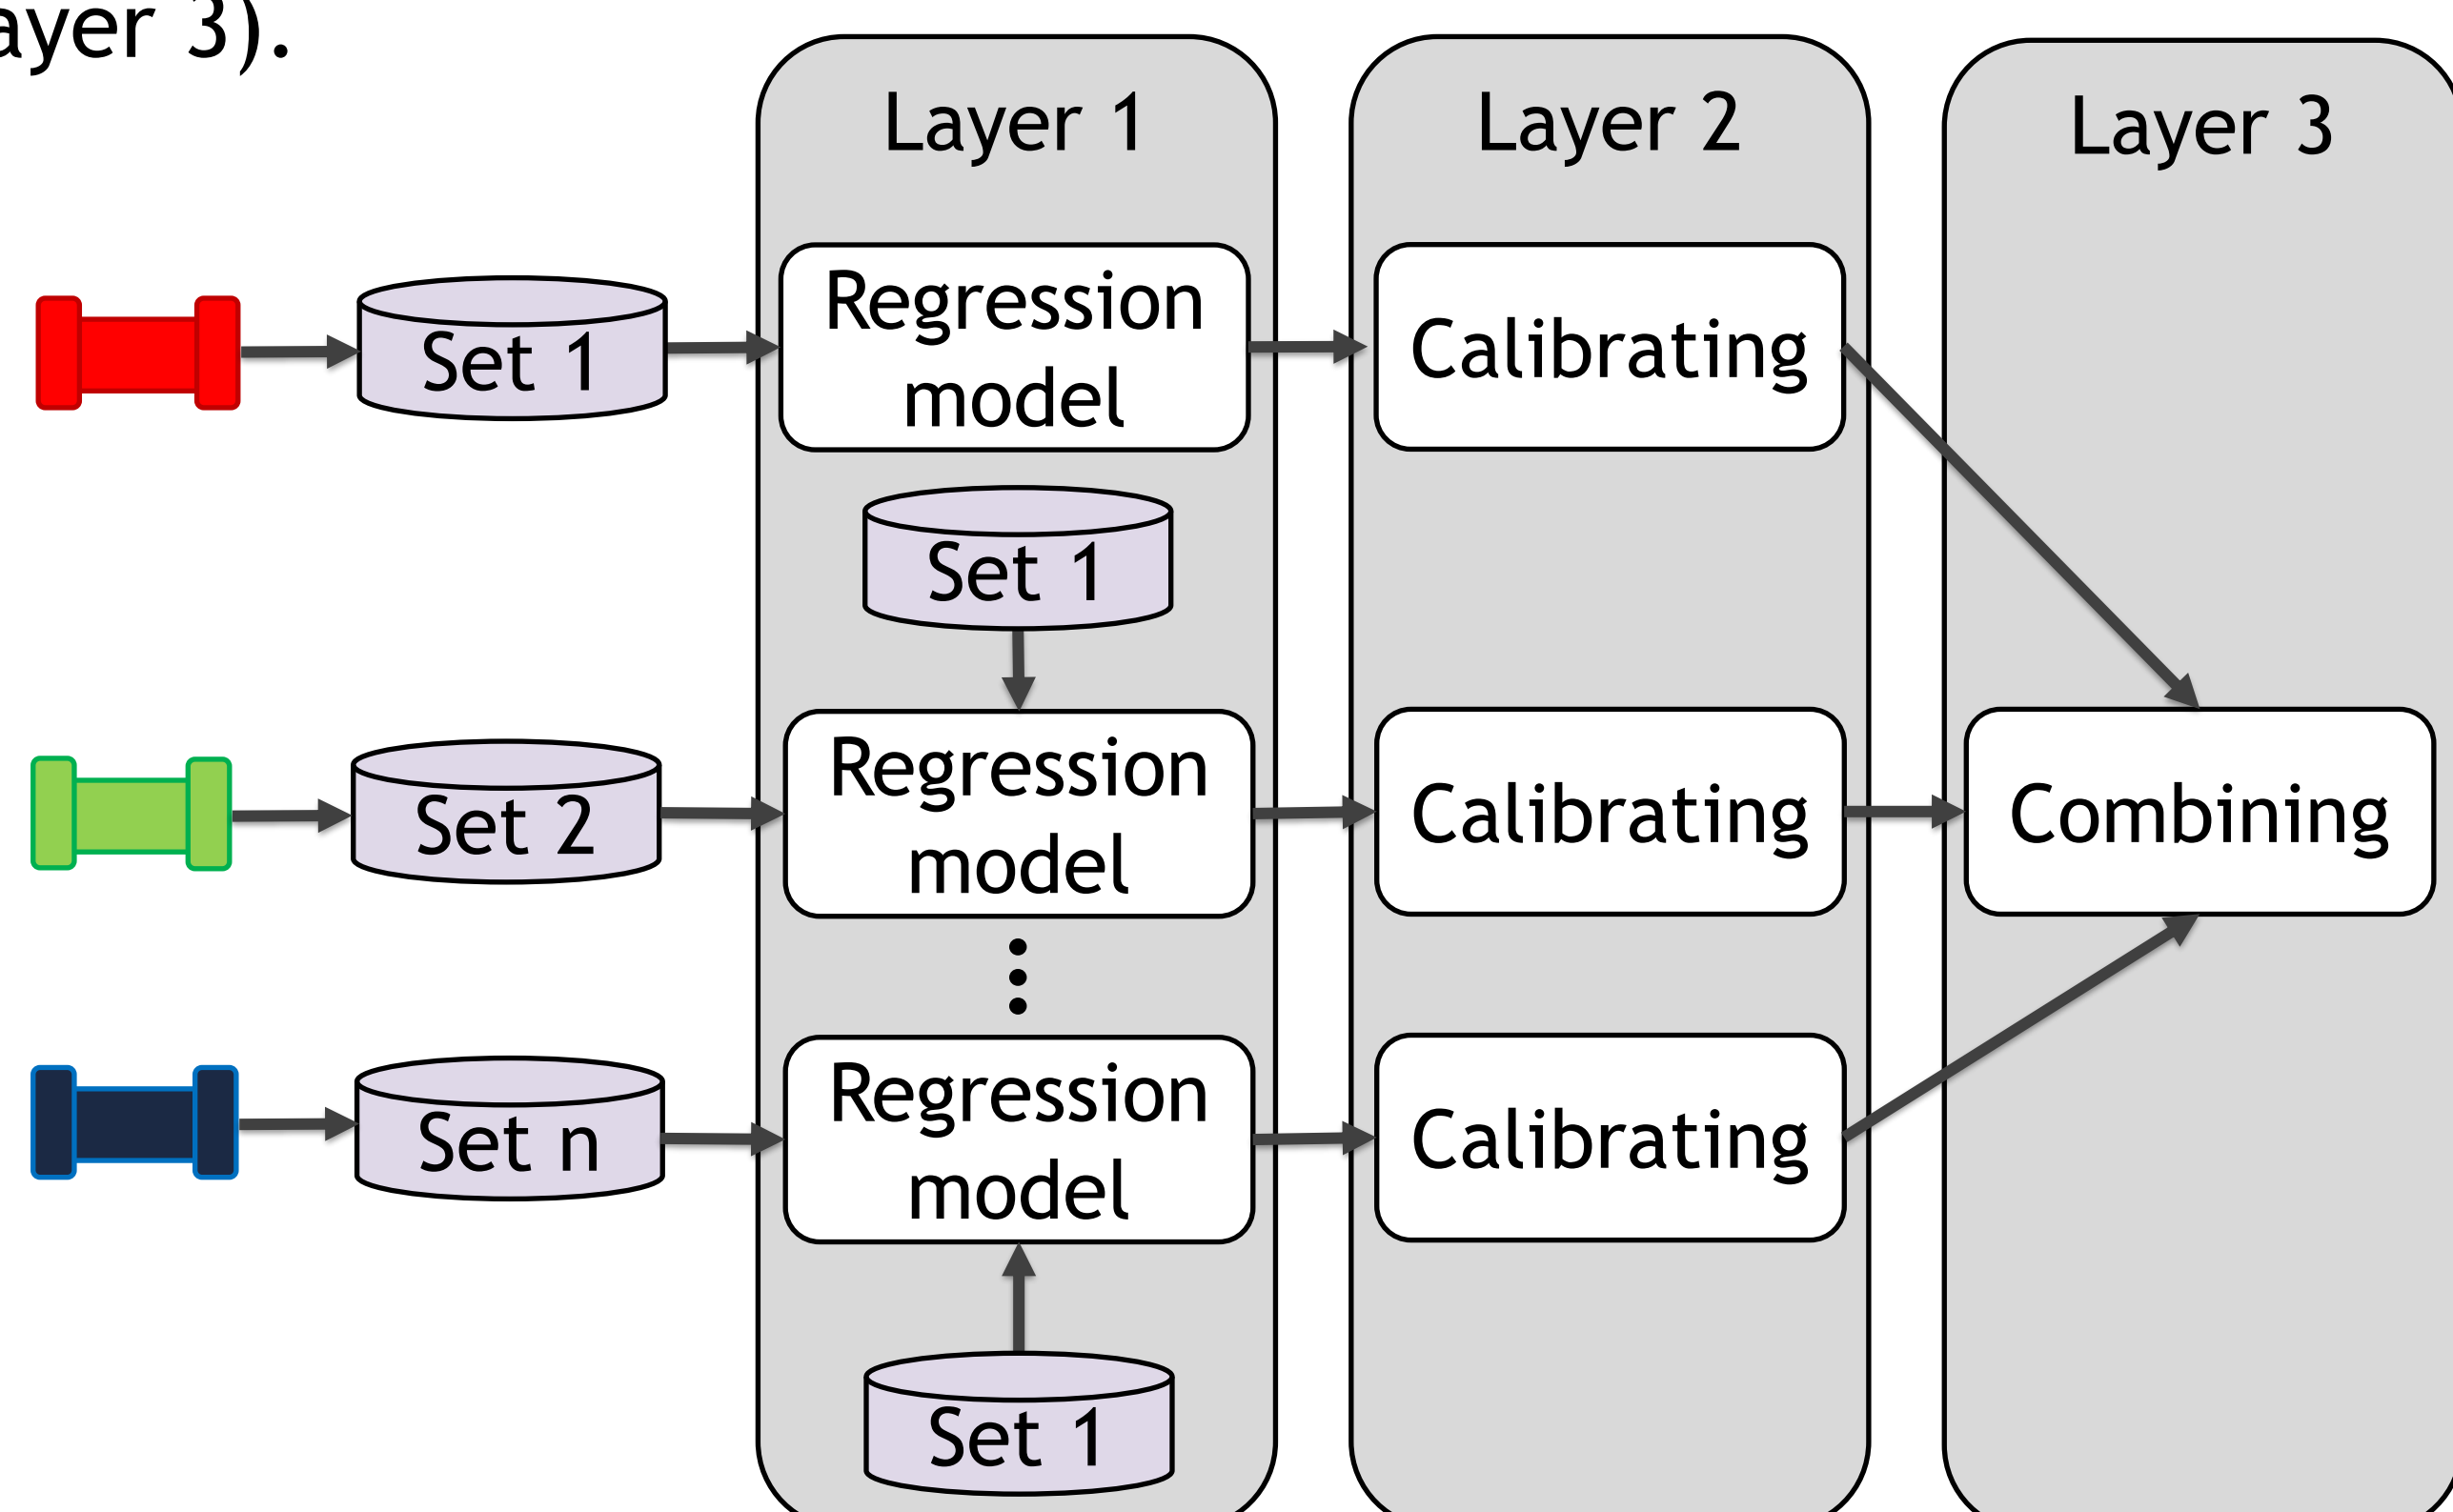 ayer 3).
Layer 1
Layer 2
Layer 3
Set 1
Regression
model
Calibrating
Set 1
Set 2
Regression
model
Calibrating
Combining
Set n
Regression
model
Calibrating
Set 1